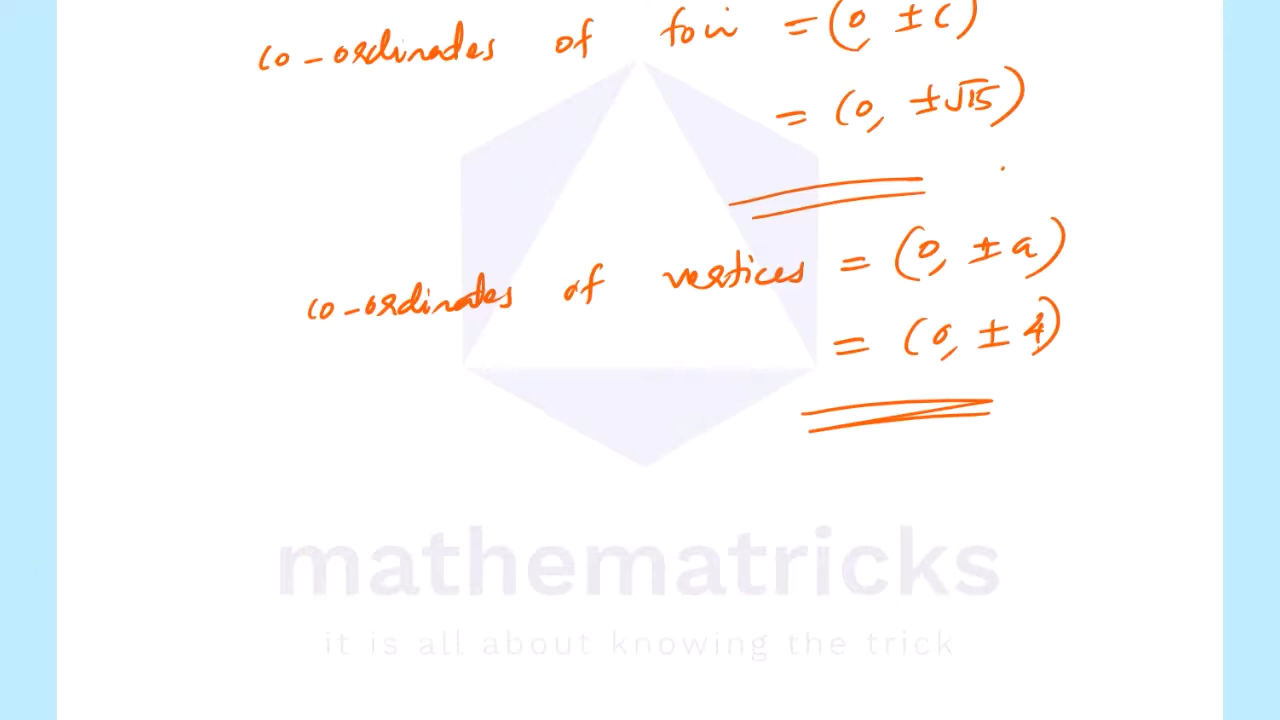 co-ordinates of foci = (0, ±c)
= (0, ±√15)
co-ordinates of vertices = (0, ±a)
= (0, ±4)
mathematricks
it is all about knowing the trick